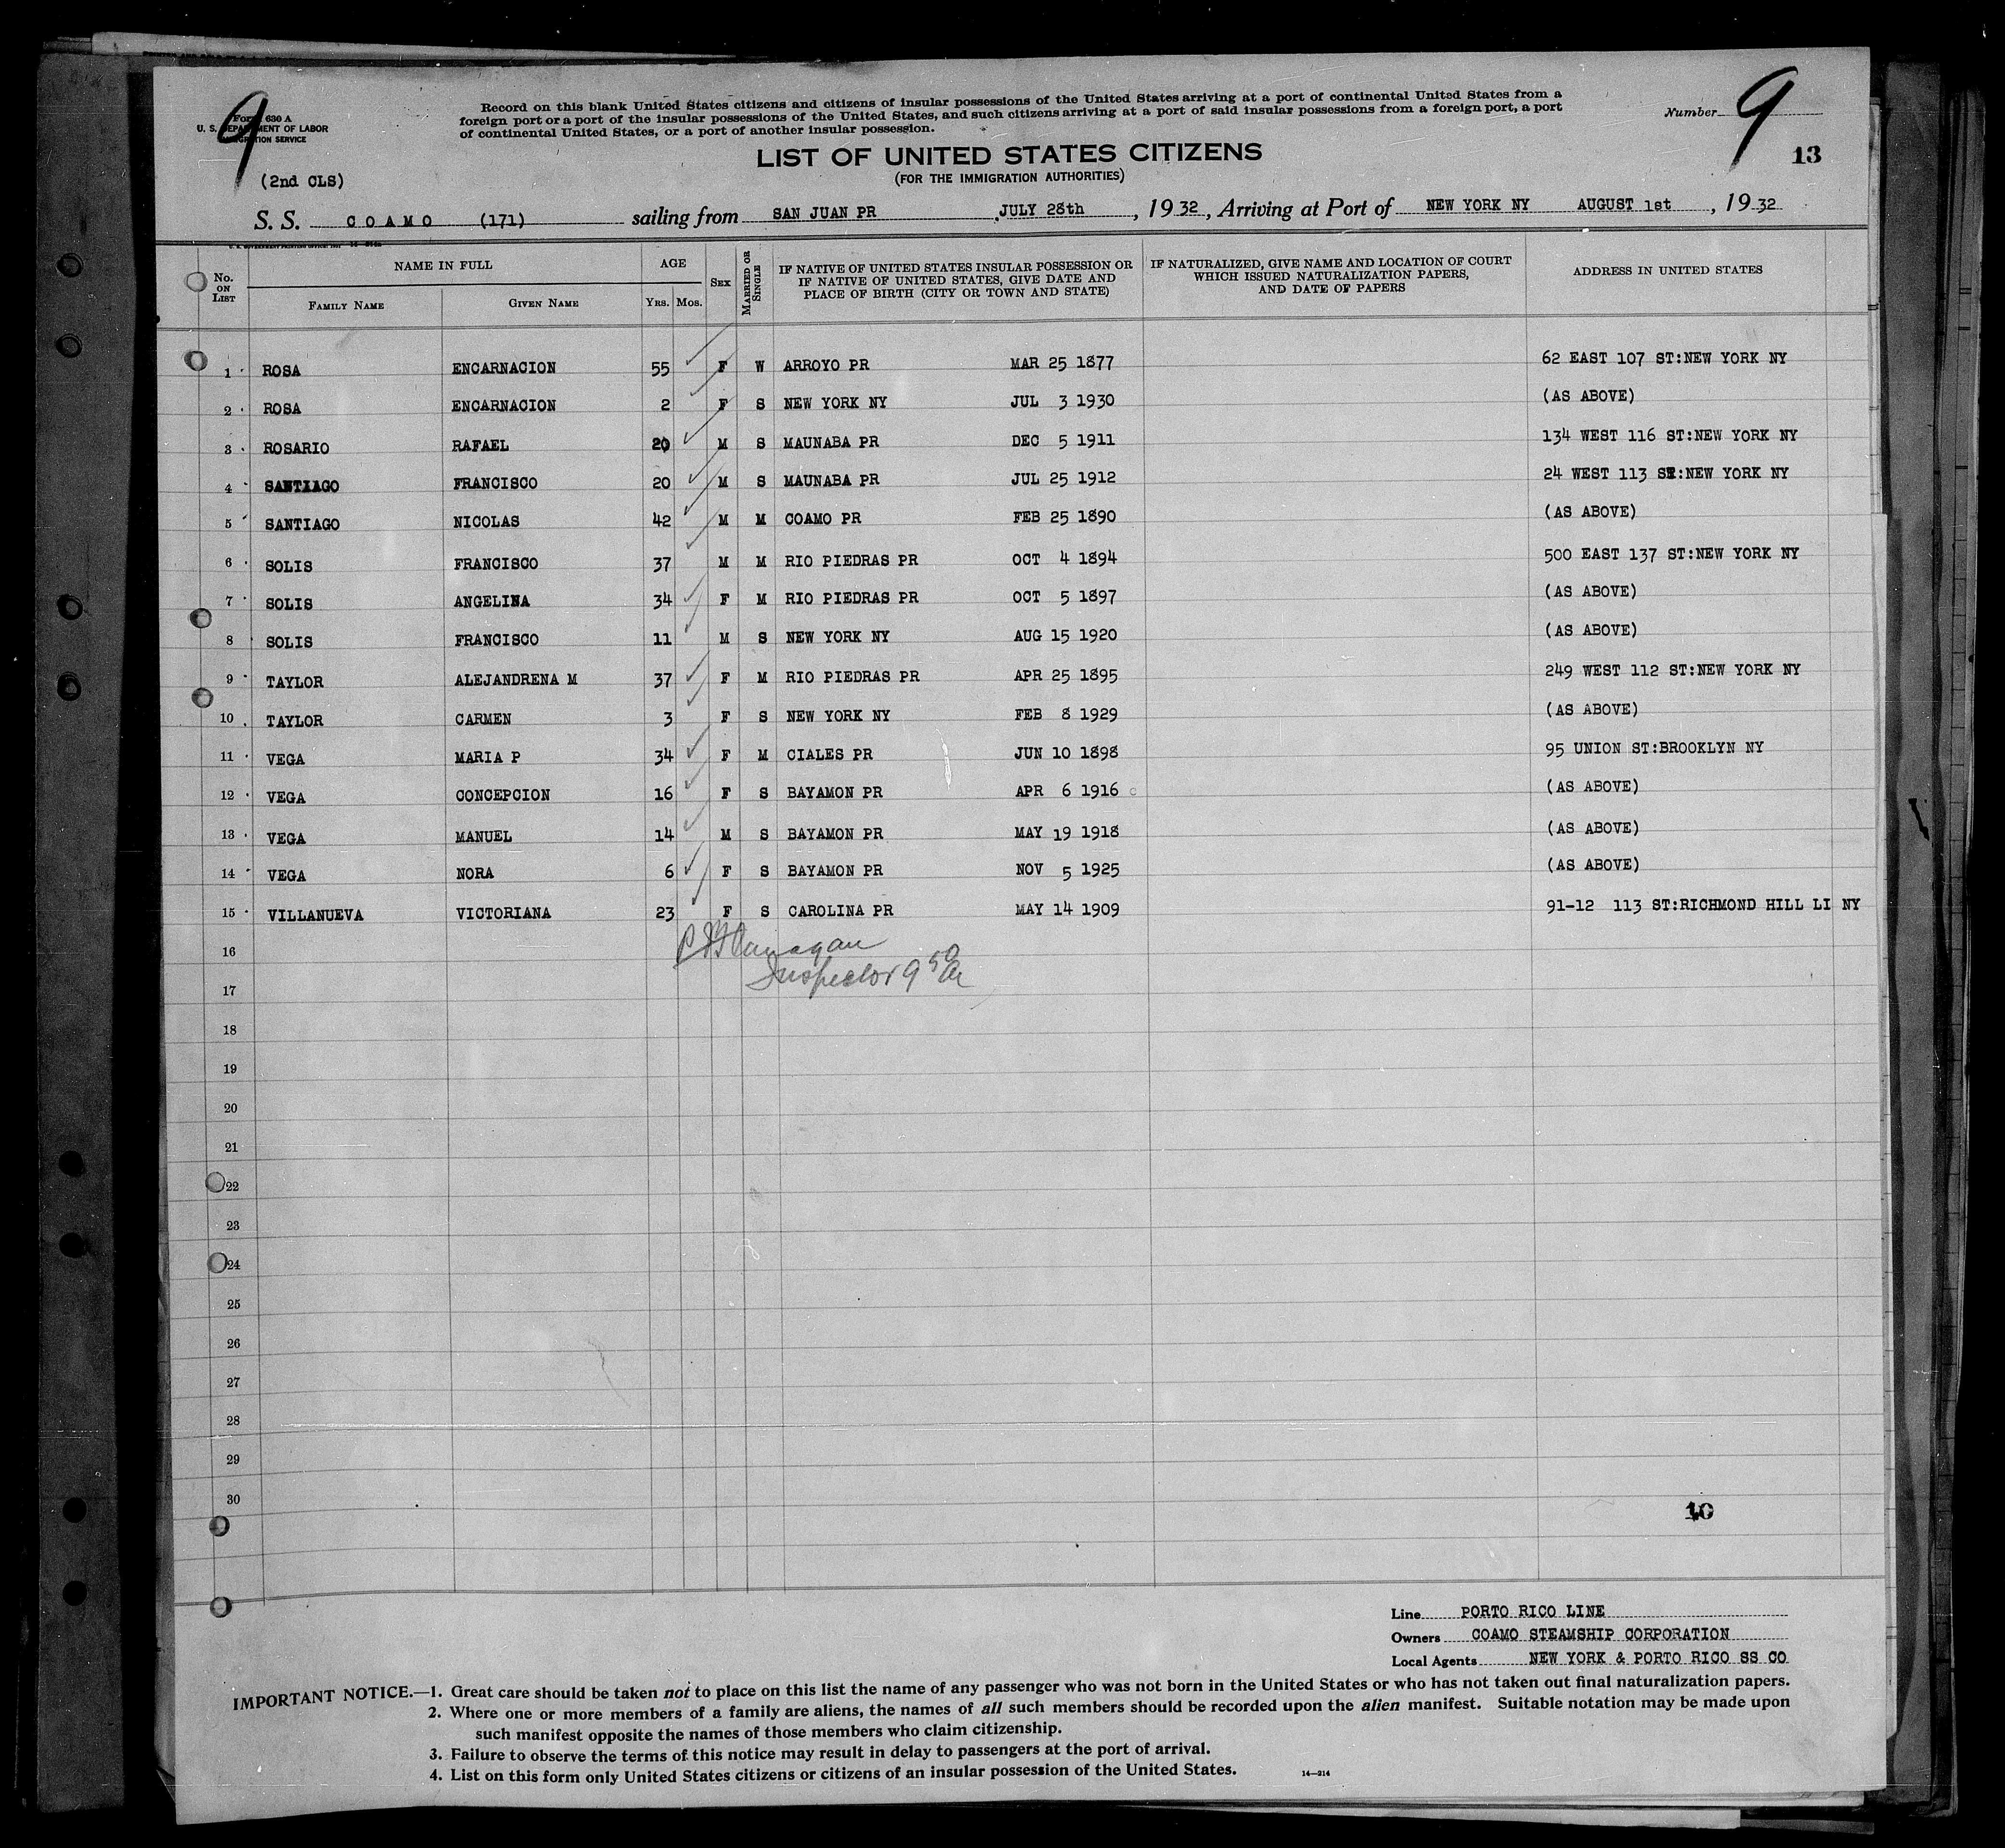 9
Form 630 A
U. S. DEPARTMENT OF LABOR
IMMIGRATION SERVICE
(2nd CLS)
Record on this blank United States citizens and citizens of insular possessions of the United States arriving at a port of continental United States from a
foreign port or a port of the insular possessions of the United States, and such citizens arriving at a port of said insular possessions from a foreign port, a port
of continental United States, or a port of another insular possession.
Number 9
13
LIST OF UNITED STATES CITIZENS
(FOR THE IMMIGRATION AUTHORITIES)
S. S. COAMO (171) sailing from SAN JUAN PR JULY 28th, 1932, Arriving at Port of NEW YORK NY AUGUST 1st, 1932
No. ON LIST NAME IN FULL FAMILY NAME GIVEN NAME AGE YRS. MOS. SEX MARRIED OR SINGLE IF NATIVE OF UNITED STATES INSULAR POSSESSION OR IF NATIVE OF UNITED STATES, GIVE DATE AND PLACE OF BIRTH (CITY OR TOWN AND STATE) IF NATURALIZED, GIVE NAME AND LOCATION OF COURT WHICH ISSUED NATURALIZATION PAPERS, AND DATE OF PAPERS ADDRESS IN UNITED STATES
1 ROSA ENCARNACION 55 F W ARROYO PR MAR 25 1877 62 EAST 107 ST:NEW YORK NY
2 ROSA ENCARNACION 2 F S NEW YORK NY JUL 3 1930 (AS ABOVE)
3 ROSARIO RAFAEL 20 M S MAUNABA PR DEC 5 1911 134 WEST 116 ST:NEW YORK NY
4 SANTIAGO FRANCISCO 20 M S MAUNABA PR JUL 25 1912 24 WEST 113 ST:NEW YORK NY
5 SANTIAGO NICOLAS 42 M M COAMO PR FEB 25 1890 (AS ABOVE)
6 SOLIS FRANCISCO 37 M M RIO PIEDRAS PR OCT 4 1894 500 EAST 137 ST:NEW YORK NY
7 SOLIS ANGELINA 34 F M RIO PIEDRAS PR OCT 5 1897 (AS ABOVE)
8 SOLIS FRANCISCO 11 M S NEW YORK NY AUG 15 1920 (AS ABOVE)
9 TAYLOR ALEJANDRENA M 37 F M RIO PIEDRAS PR APR 25 1895 249 WEST 112 ST:NEW YORK NY
10 TAYLOR CARMEN 3 F S NEW YORK NY FEB 8 1929 (AS ABOVE)
11 VEGA MARIA P 34 F M CIALES PR JUN 10 1898 95 UNION ST:BROOKLYN NY
12 VEGA CONCEPCION 16 F S BAYAMON PR APR 6 1916 (AS ABOVE)
13 VEGA MANUEL 14 M S BAYAMON PR MAY 19 1918 (AS ABOVE)
14 VEGA NORA 6 F S BAYAMON PR NOV 5 1925 (AS ABOVE)
15 VILLANUEVA VICTORIANA 23 F S CAROLINA PR MAY 14 1909 91-12 113 ST:RICHMOND HILL LI NY
16 Flanagan
17 Inspector
18
19
20
21
22
23
24
25
26
27
28
29
30
10
Line PORTO RICO LINE
Owners COAMO STEAMSHIP CORPORATION
Local Agents NEW YORK & PORTO RICO SS CO
IMPORTANT NOTICE.—1. Great care should be taken not to place on this list the name of any passenger who was not born in the United States or who has not taken out final naturalization papers.
2. Where one or more members of a family are aliens, the names of all such members should be recorded upon the alien manifest. Suitable notation may be made upon
such manifest opposite the names of those members who claim citizenship.
3. Failure to observe the terms of this notice may result in delay to passengers at the port of arrival.
4. List on this form only United States citizens or citizens of an insular possession of the United States.
14—214